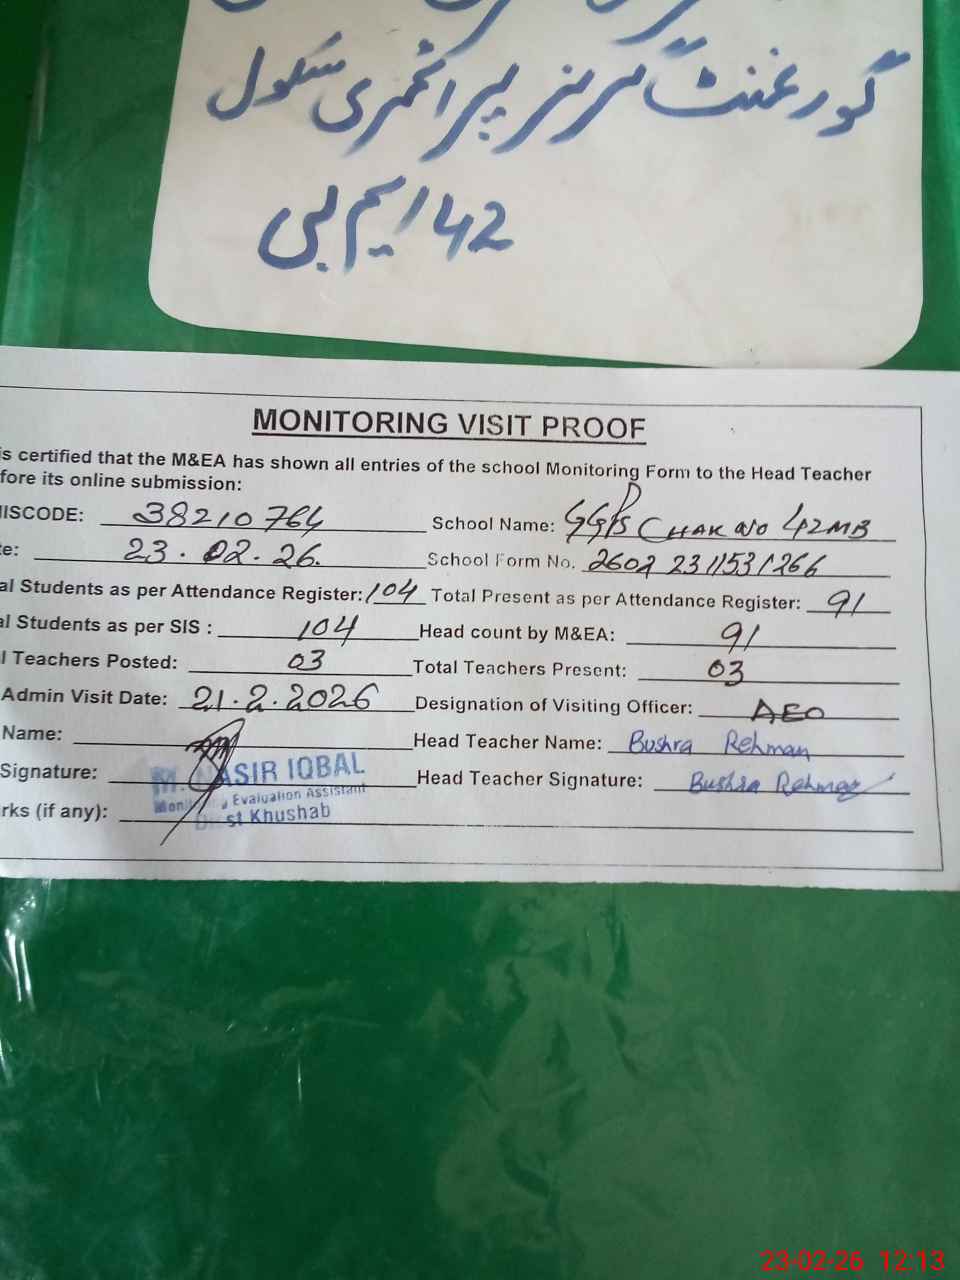 گورنمنٹ گرلز پرائمری سکول
42 ایم بی
MONITORING VISIT PROOF
is certified that the M&EA has shown all entries of the school Monitoring Form to the Head Teacher
fore its online submission:
IISCODE: 38210764 School Name: GGPS CHAK NO 42MB
te: 23.02.26. School Form No. 2602 2311531266
al Students as per Attendance Register: 104 Total Present as per Attendance Register: 91
al Students as per SIS : 104 Head count by M&EA: 91
l Teachers Posted: 03 Total Teachers Present: 03
Admin Visit Date: 21.2.2026 Designation of Visiting Officer: AEO
Name: Head Teacher Name: Bushra Rehman
Signature: M. NASIR IQBAL Head Teacher Signature: Bushra Rehman
Evaluation Assistant
rks (if any): Khushab
23-02-26 12:13